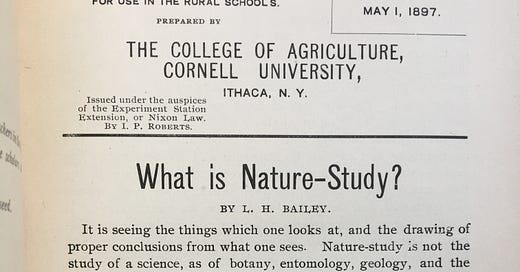 FOR USE IN THE RURAL SCHOOLS.
PREPARED BY
MAY 1, 1897.
THE COLLEGE OF AGRICULTURE,
CORNELL UNIVERSITY,
ITHACA, N. Y.
Issued under the auspices
of the Experiment Station
Extension, or Nixon Law.
By I. P. ROBERTS.
What is Nature-Study?
BY L. H. BAILEY.
It is seeing the things which one looks at, and the drawing of
proper conclusions from what one sees. Nature-study is not the
study of a science, as of botany, entomology, geology, and the